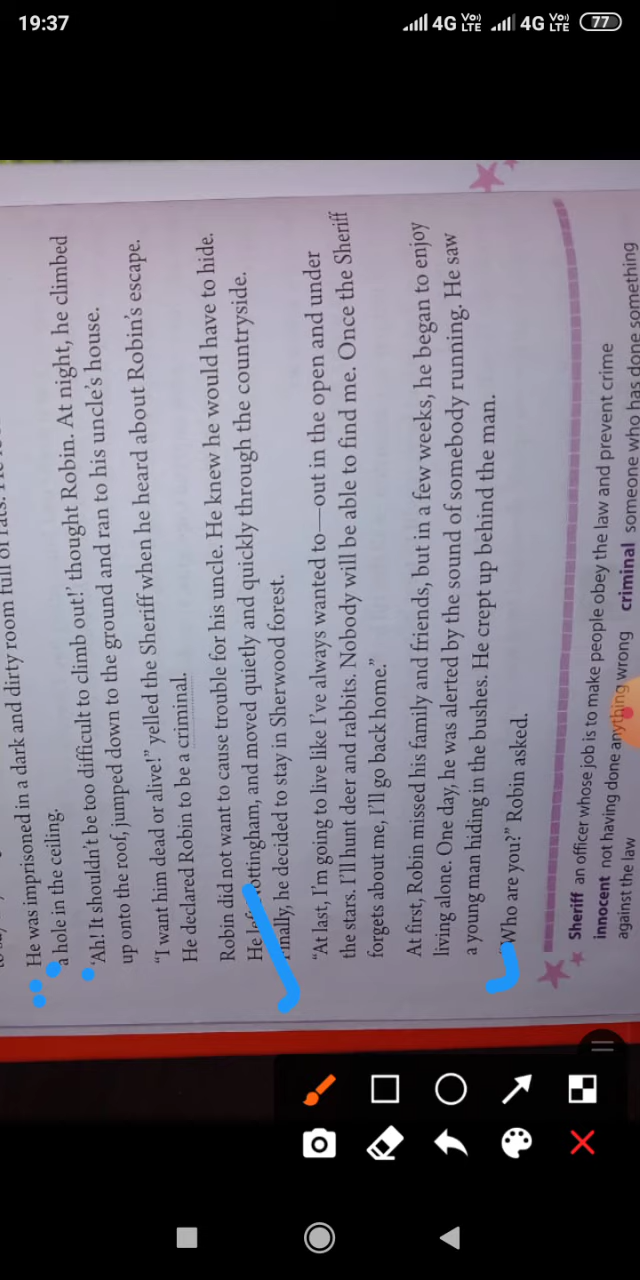 19:37
4G Vo) LTE 4G Vo) LTE 77
dark and dirty room full of rats.
He was imprisoned in a
a hole in the ceiling.
'Ah! It shouldn't be too difficult to climb out!' thought Robin. At night, he climbed
up onto the roof, jumped down to the ground and ran to his uncle's house.
"I want him dead or alive!" yelled the Sheriff when he heard about Robin's escape.
He declared Robin to be a criminal.
Robin did not want to cause trouble for his uncle. He knew he would have to hide.
He left Nottingham, and moved quietly and quickly through the countryside.
Finally, he decided to stay in Sherwood forest.
"At last, I'm going to live like I've always wanted to—out in the open and under
the stars. I'll hunt deer and rabbits. Nobody will be able to find me. Once the Sheriff
forgets about me, I'll go back home."
At first, Robin missed his family and friends, but in a few weeks, he began to enjoy
living alone. One day, he was alerted by the sound of somebody running. He saw
a young man hiding in the bushes. He crept up behind the man.
"Who are you?" Robin asked.
Sheriff an officer whose job is to make people obey the law and prevent crime
innocent not having done anything wrong criminal someone who has done something
against the law